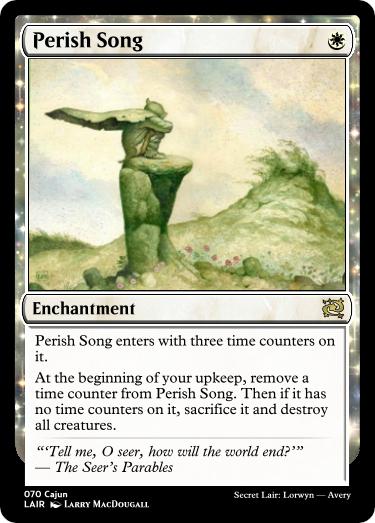 Perish Song
Enchantment
Perish Song enters with three time counters on
it.
At the beginning of your upkeep, remove a
time counter from Perish Song. Then if it has
no time counters on it, sacrifice it and destroy
all creatures.
“‘Tell me, O seer, how will the world end?’”
— The Seer's Parables
070 Cajun
LAIR Larry MacDougall
Secret Lair: Lorwyn — Avery